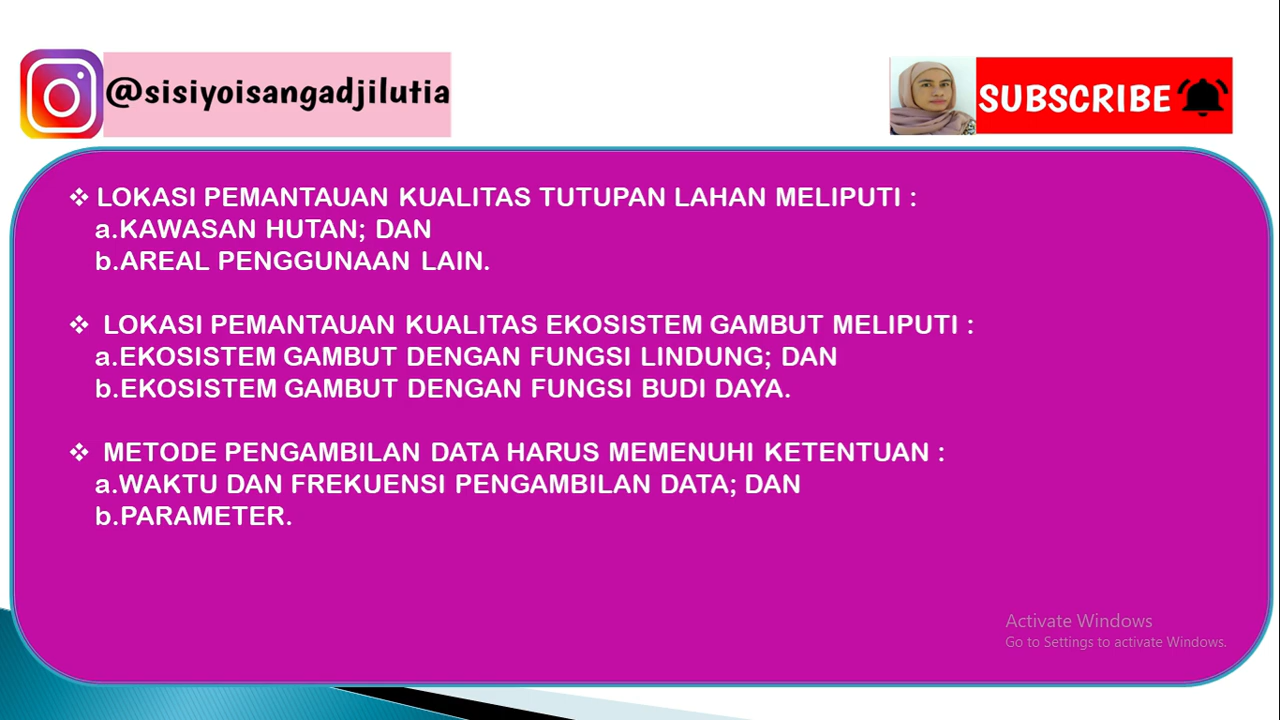 @sisiyoisangadjilutia
SUBSCRIBE
❖ LOKASI PEMANTAUAN KUALITAS TUTUPAN LAHAN MELIPUTI :
a.KAWASAN HUTAN; DAN
b.AREAL PENGGUNAAN LAIN.
❖ LOKASI PEMANTAUAN KUALITAS EKOSISTEM GAMBUT MELIPUTI :
a.EKOSISTEM GAMBUT DENGAN FUNGSI LINDUNG; DAN
b.EKOSISTEM GAMBUT DENGAN FUNGSI BUDI DAYA.
❖ METODE PENGAMBILAN DATA HARUS MEMENUHI KETENTUAN :
a.WAKTU DAN FREKUENSI PENGAMBILAN DATA; DAN
b.PARAMETER.
Activate Windows
Go to Settings to activate Windows.